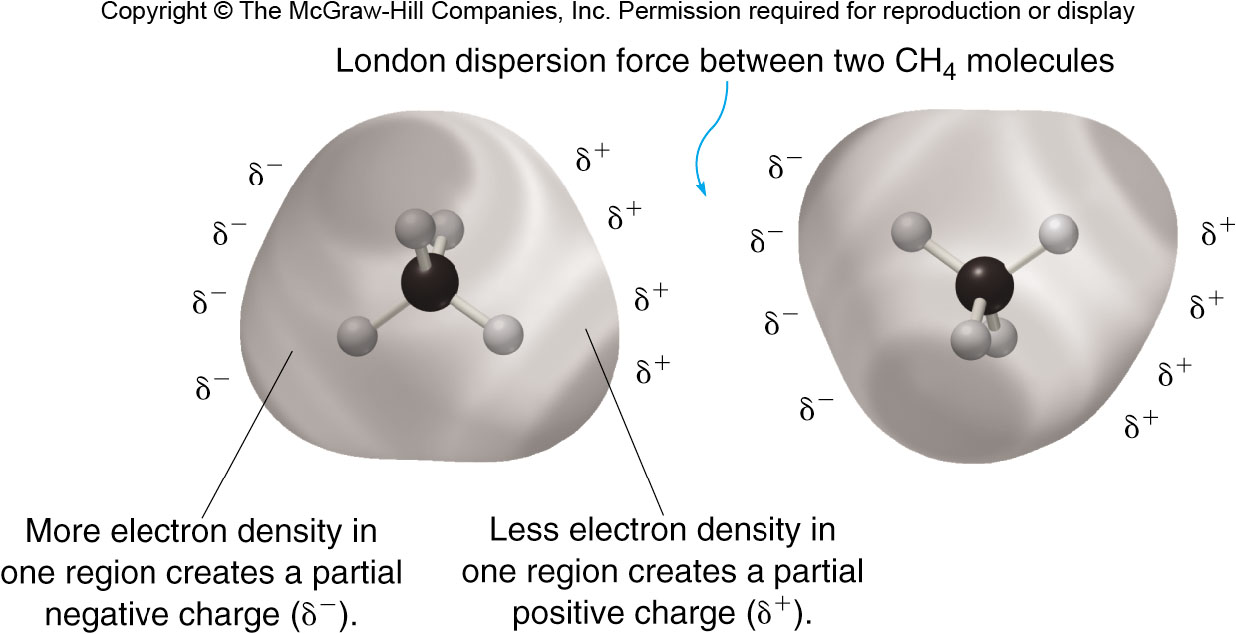 Copyright © The McGraw-Hill Companies, Inc. Permission required for reproduction or display
London dispersion force between two CH₄ molecules
δ⁻ δ⁺ δ⁻
δ⁻ δ⁺ δ⁻ δ⁺
δ⁻ δ⁺ δ⁻ δ⁺
δ⁻ δ⁺ δ⁻ δ⁺
δ⁺
More electron density in
one region creates a partial
negative charge (δ⁻).
Less electron density in
one region creates a partial
positive charge (δ⁺).